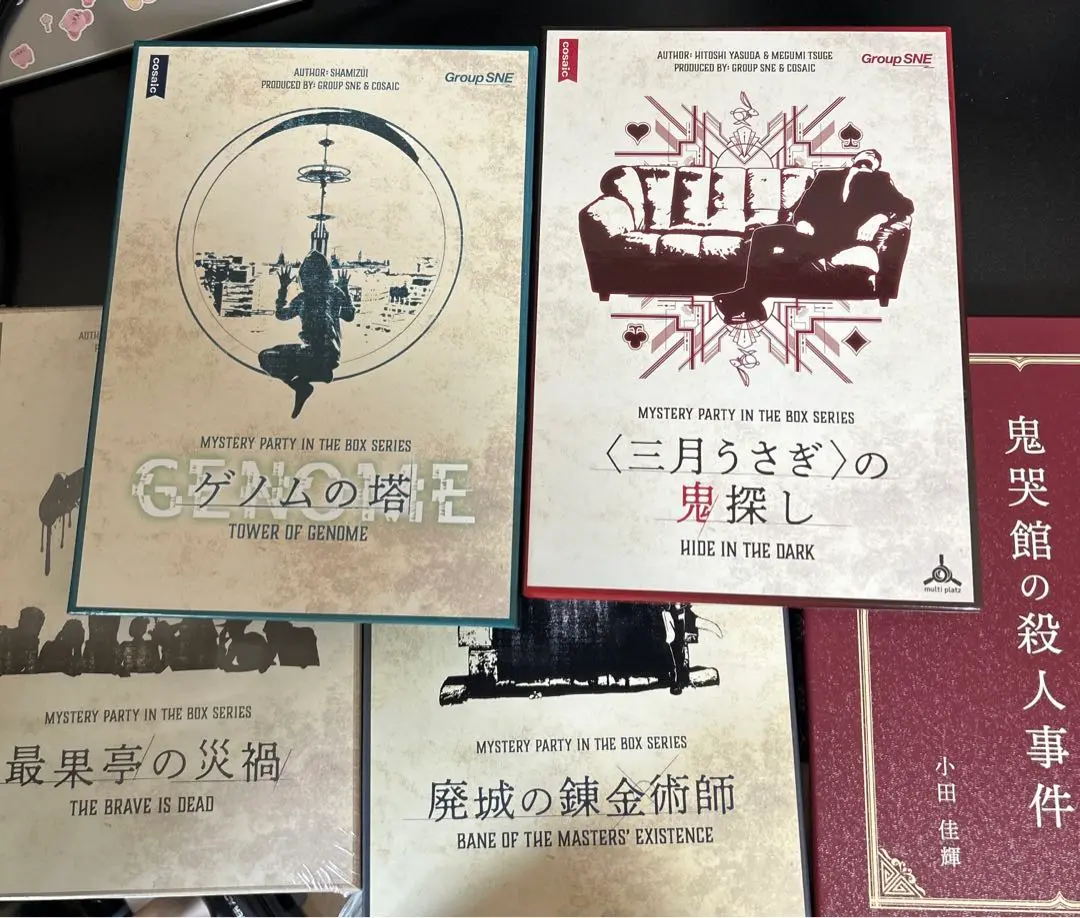 cosaic
AUTHOR: SHAMIZUI
PRODUCED BY: GROUP SNE & COSAIC
GroupSNE
MYSTERY PARTY IN THE BOX SERIES
GENOME
ゲノムの塔
TOWER OF GENOME
cosaic
AUTHOR: HITOSHI YASUDA & MEGUMI TSUGE
PRODUCED BY: GROUP SNE & COSAIC
GroupSNE
MYSTERY PARTY IN THE BOX SERIES
〈三月うさぎ〉の
鬼探し
HIDE IN THE DARK
multi platz
MYSTERY PARTY IN THE BOX SERIES
最果亭の災禍
THE BRAVE IS DEAD
MYSTERY PARTY IN THE BOX SERIES
廃城の錬金術師
BANE OF THE MASTERS' EXISTENCE
鬼哭館の殺人事件
小田 佳輝